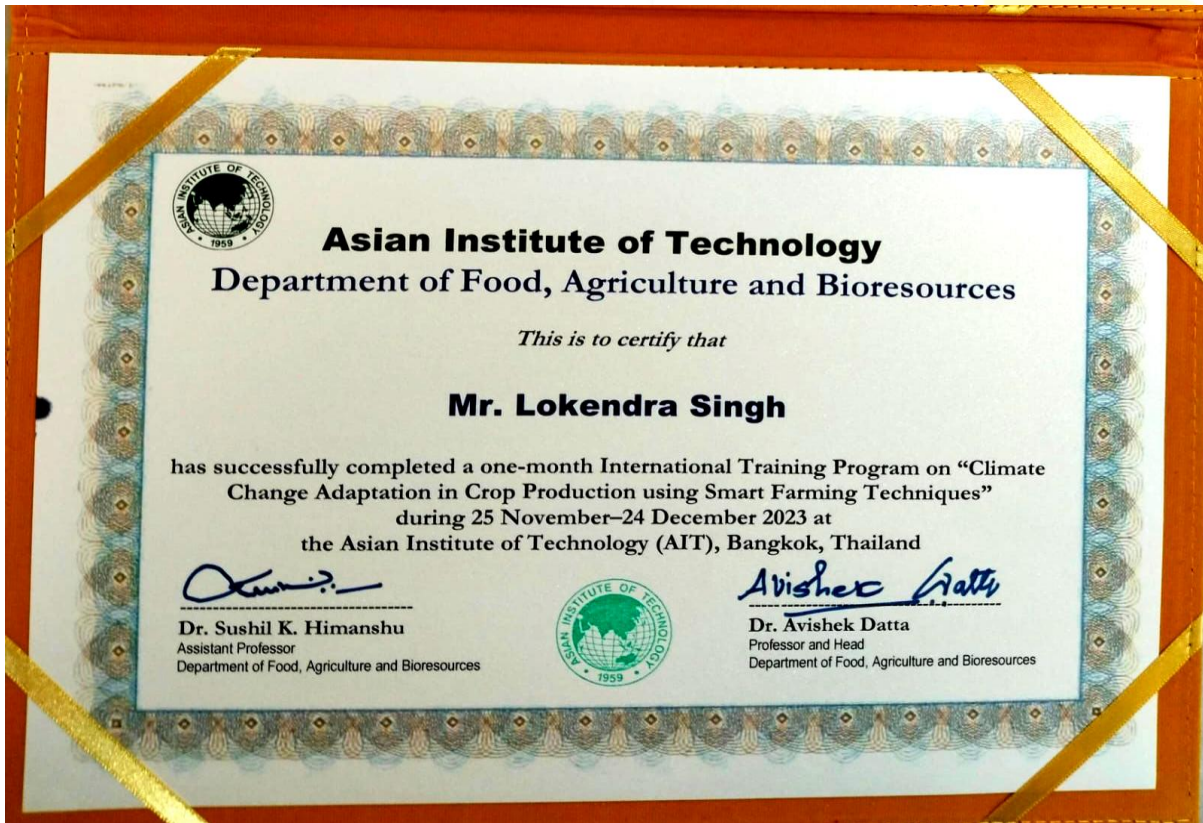 ASIAN INSTITUTE OF TECHNOLOGY
1959
Asian Institute of Technology
Department of Food, Agriculture and Bioresources
This is to certify that
Mr. Lokendra Singh
has successfully completed a one-month International Training Program on “Climate
Change Adaptation in Crop Production using Smart Farming Techniques”
during 25 November–24 December 2023 at
the Asian Institute of Technology (AIT), Bangkok, Thailand
Avishek Datta
Dr. Sushil K. Himanshu
Assistant Professor
Department of Food, Agriculture and Bioresources
ASIAN INSTITUTE OF TECHNOLOGY
1959
Dr. Avishek Datta
Professor and Head
Department of Food, Agriculture and Bioresources